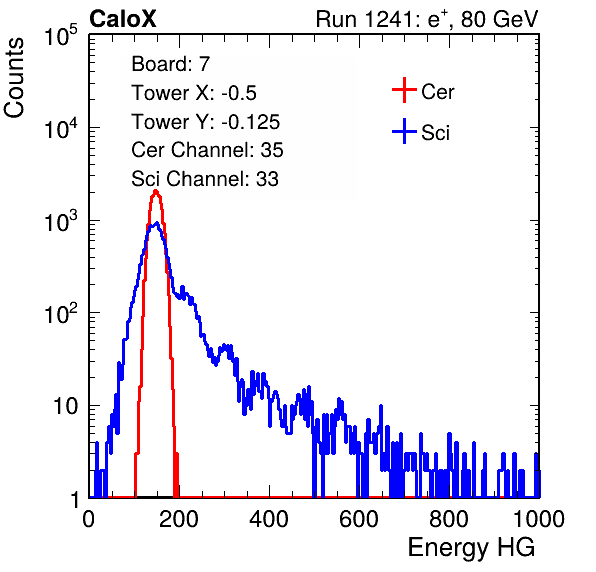 CaloX Run 1241: e⁺, 80 GeV
Counts
Board: 7
Tower X: -0.5
Tower Y: -0.125
Cer Channel: 35
Sci Channel: 33
Cer
Sci
10⁵
10⁴
10³
10²
10
1
0 200 400 600 800 1000
Energy HG